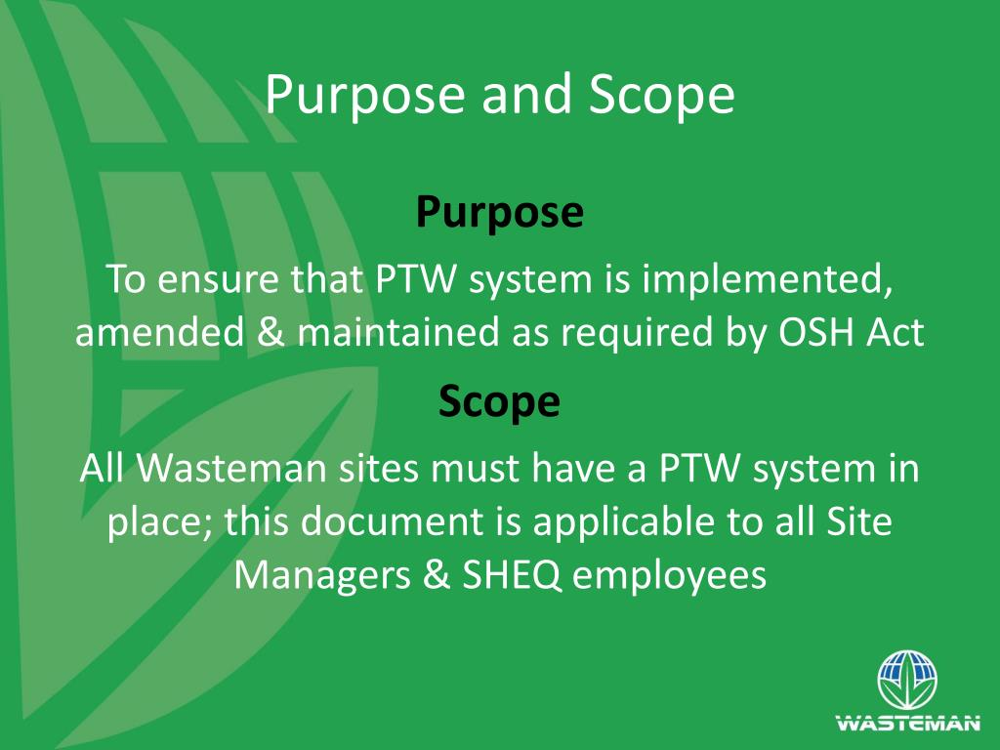 Purpose and Scope
Purpose
To ensure that PTW system is implemented,
amended & maintained as required by OSH Act
Scope
All Wasteman sites must have a PTW system in
place; this document is applicable to all Site
Managers & SHEQ employees
WASTEMAN